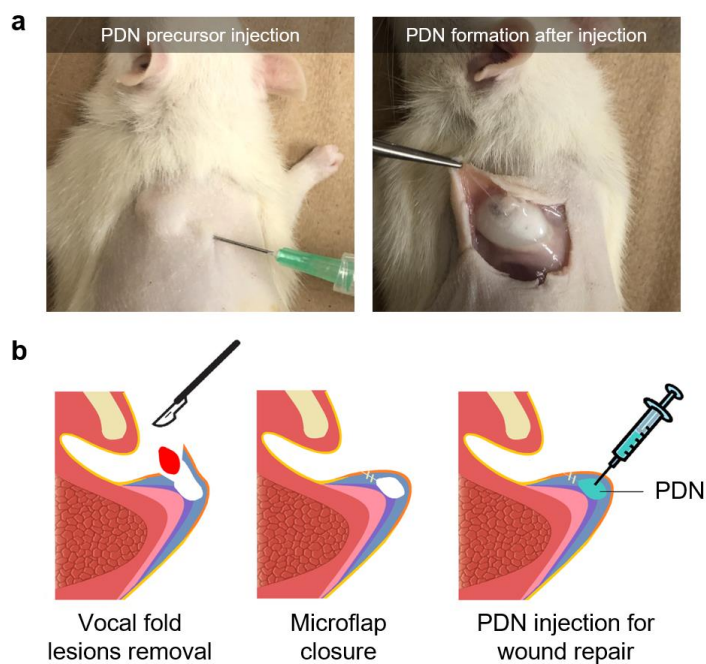 a
PDN precursor injection
PDN formation after injection
b
PDN
Vocal fold
lesions removal
Microflap
closure
PDN injection for
wound repair